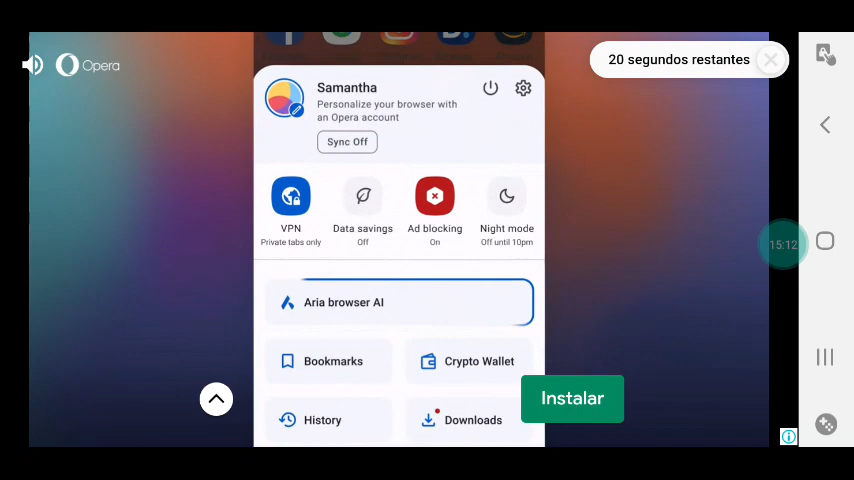 Opera
20 segundos restantes
Samantha
Personalize your browser with
an Opera account
Sync Off
VPN
Private tabs only
Data savings
Off
Ad blocking
On
Night mode
Off until 10pm
15:12
Aria browser AI
Bookmarks
Crypto Wallet
Instalar
History
Downloads